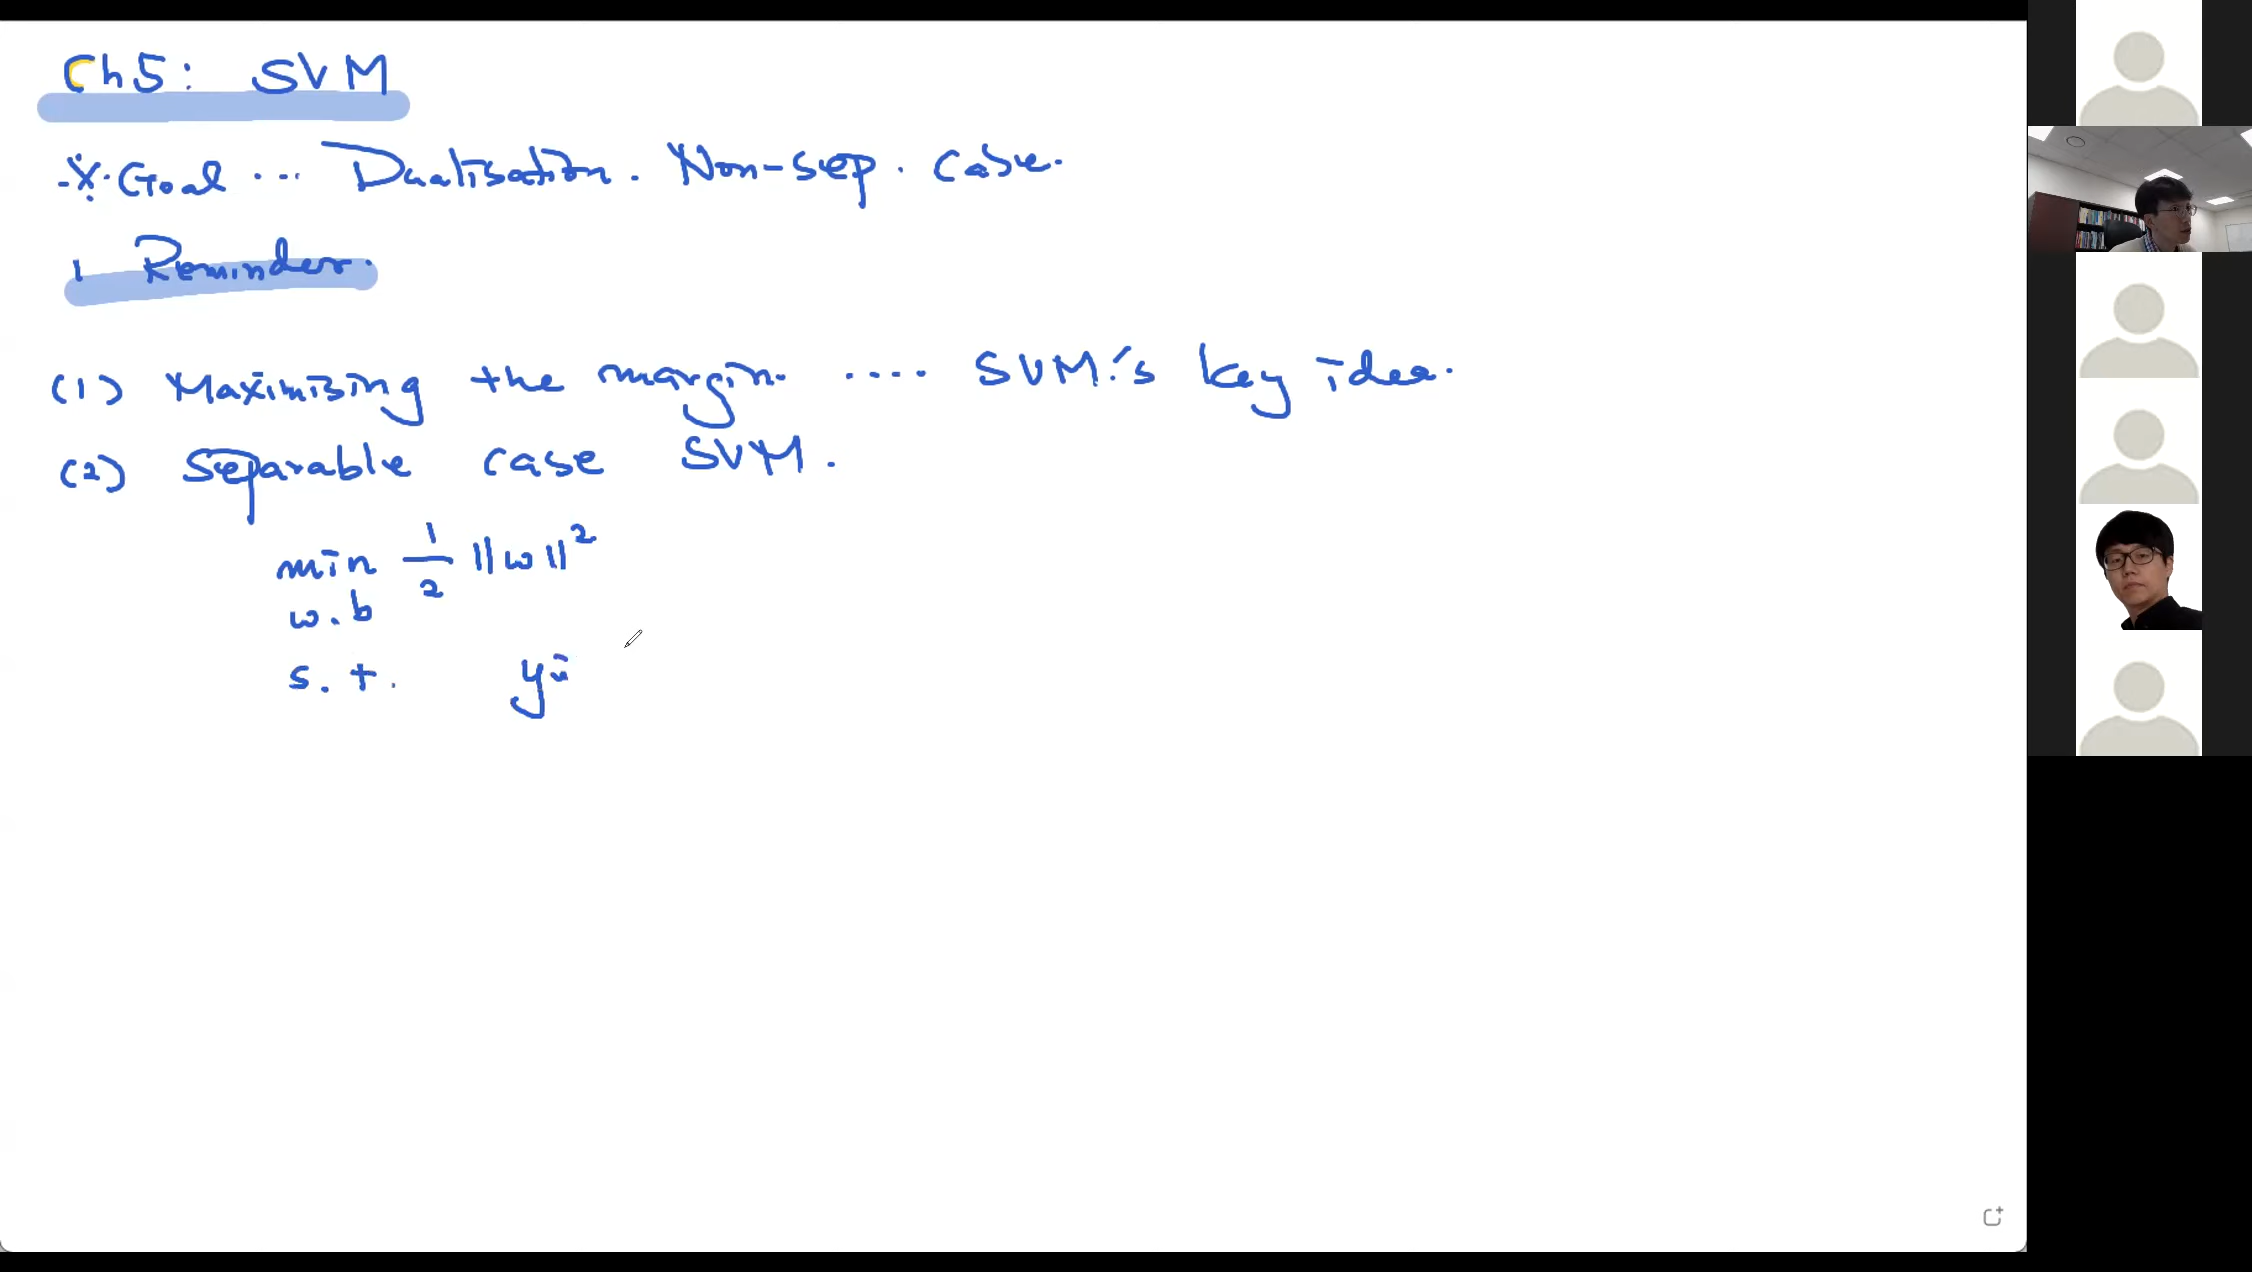 Ch5: SVM
※ Goal ... Dualisation. Non-sep. case.
1 Reminder.
(1) Maximising the margin. .... SVM's key idea.
(2) Separable case SVM.
min 1/2 ||w||²
w.b
s.t. yi